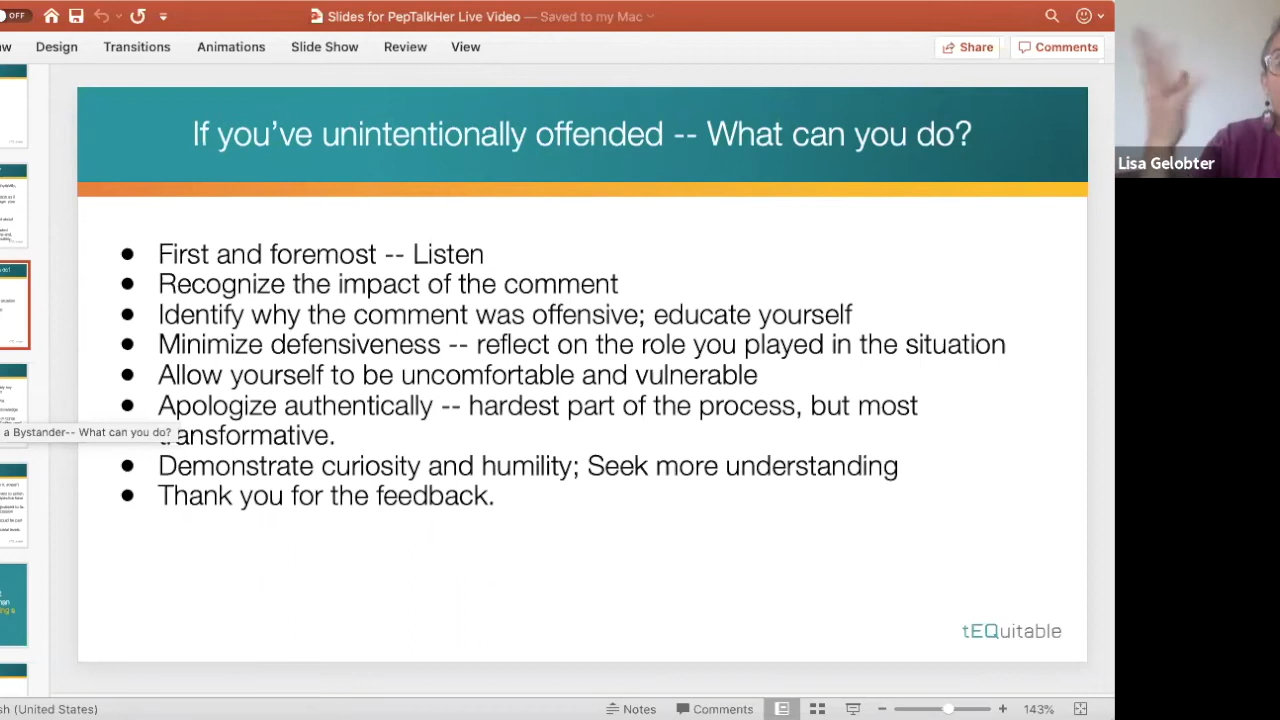 OFF
Slides for PepTalkHer Live Video — Saved to my Mac
Design Transitions Animations Slide Show Review View
Share Comments
If you've unintentionally offended -- What can you do?
● First and foremost -- Listen
● Recognize the impact of the comment
● Identify why the comment was offensive; educate yourself
● Minimize defensiveness -- reflect on the role you played in the situation
● Allow yourself to be uncomfortable and vulnerable
● Apologize authentically -- hardest part of the process, but most
transformative.
● Demonstrate curiosity and humility; Seek more understanding
● Thank you for the feedback.
a Bystander-- What can you do?
tEQuitable
Lisa Gelobter
(United States)
Notes Comments 143%